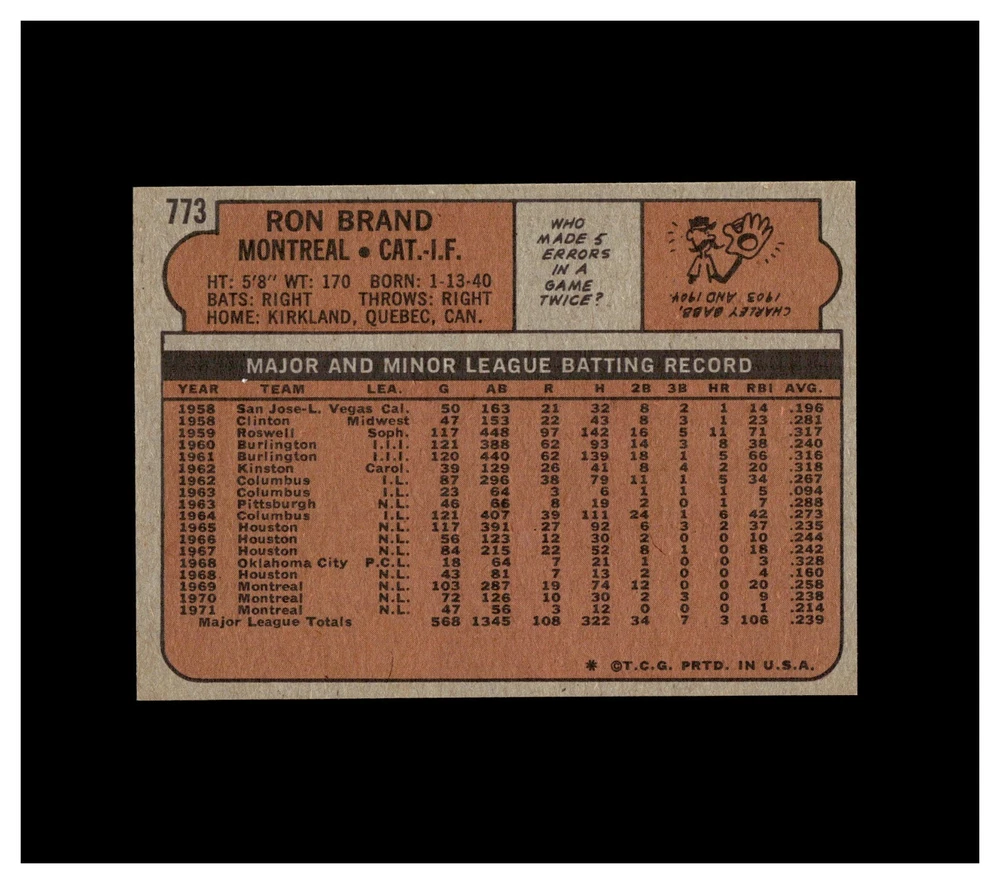 773
RON BRAND
MONTREAL • CAT.-I.F.
HT: 5'8" WT: 170 BORN: 1-13-40
BATS: RIGHT THROWS: RIGHT
HOME: KIRKLAND, QUEBEC, CAN.
WHO
MADE 5
ERRORS
IN A
GAME
TWICE?
CHARLEY BABB,
1903 AND 1904.
MAJOR AND MINOR LEAGUE BATTING RECORD
YEAR TEAM LEA. G AB R H 2B 3B HR RBI AVG.
1958 San Jose-L. Vegas Cal. 50 163 21 32 8 2 1 14 .196
1958 Clinton Midwest 47 153 22 43 8 3 1 23 .281
1959 Roswell Soph. 117 448 97 142 16 5 11 71 .317
1960 Burlington I.I.I. 121 388 62 93 14 3 8 38 .240
1961 Burlington I.I.I. 120 440 62 139 18 1 5 66 .316
1962 Kinston Carol. 39 129 26 41 8 4 2 20 .318
1962 Columbus I.L. 87 296 38 79 11 1 5 34 .267
1963 Columbus I.L. 23 64 3 6 1 1 1 5 .094
1963 Pittsburgh N.L. 46 66 8 19 2 0 1 7 .288
1964 Columbus I.L. 121 407 39 111 24 1 6 42 .273
1965 Houston N.L. 117 391 27 92 6 3 2 37 .235
1966 Houston N.L. 56 123 12 30 2 0 0 10 .244
1967 Houston N.L. 84 215 22 52 8 1 0 18 .242
1968 Oklahoma City P.C.L. 18 64 7 21 1 0 0 3 .328
1968 Houston N.L. 43 81 7 13 2 0 0 4 .160
1969 Montreal N.L. 103 287 19 74 12 0 0 20 .258
1970 Montreal N.L. 72 126 10 30 2 3 0 9 .238
1971 Montreal N.L. 47 56 3 12 0 0 0 1 .214
Major League Totals 568 1345 108 322 34 7 3 106 .239
* ©T.C.G. PRTD. IN U.S.A.